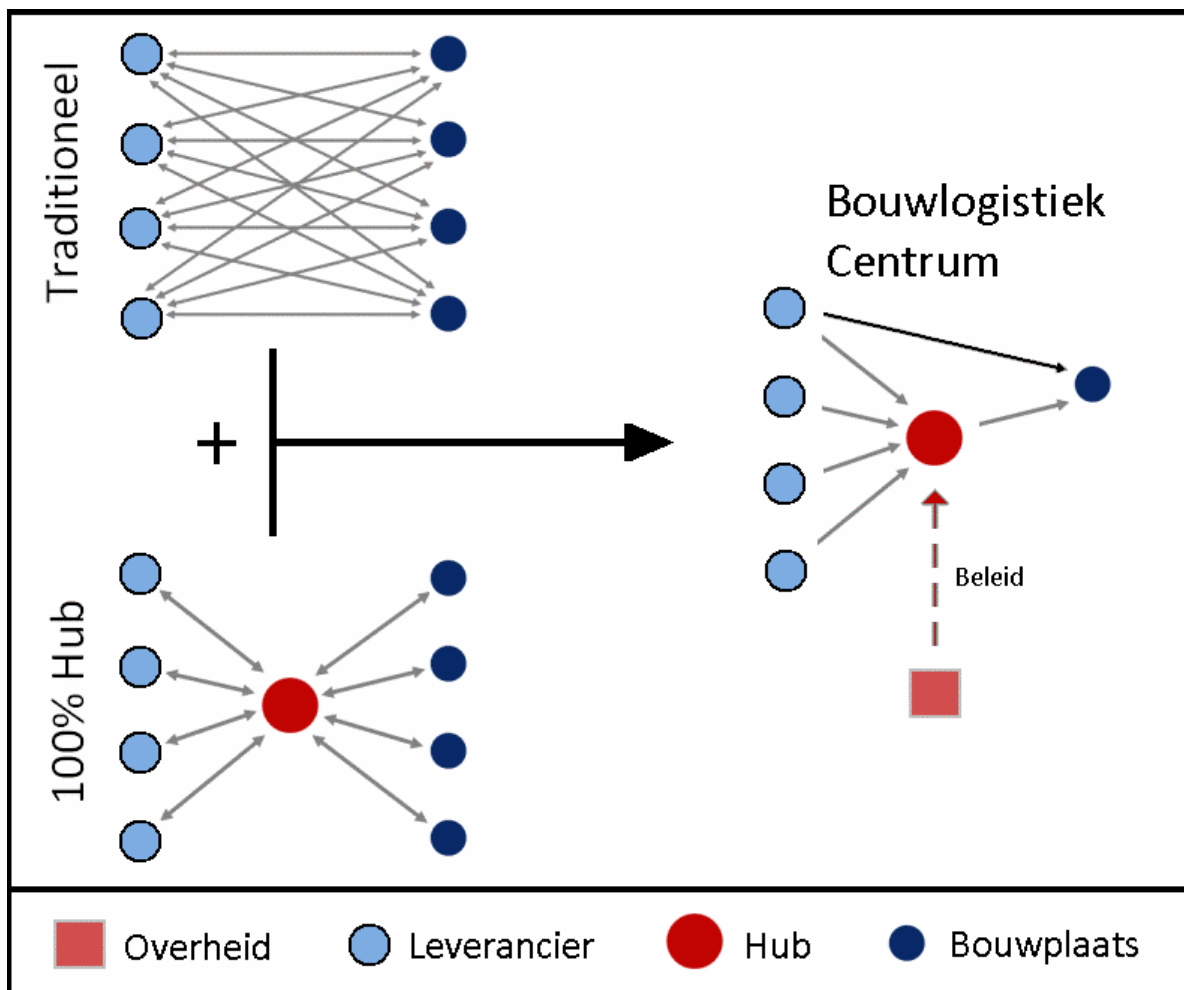 Traditioneel
Bouwlogistiek
Centrum
+
Beleid
100% Hub
Overheid
Leverancier
Hub
Bouwplaats